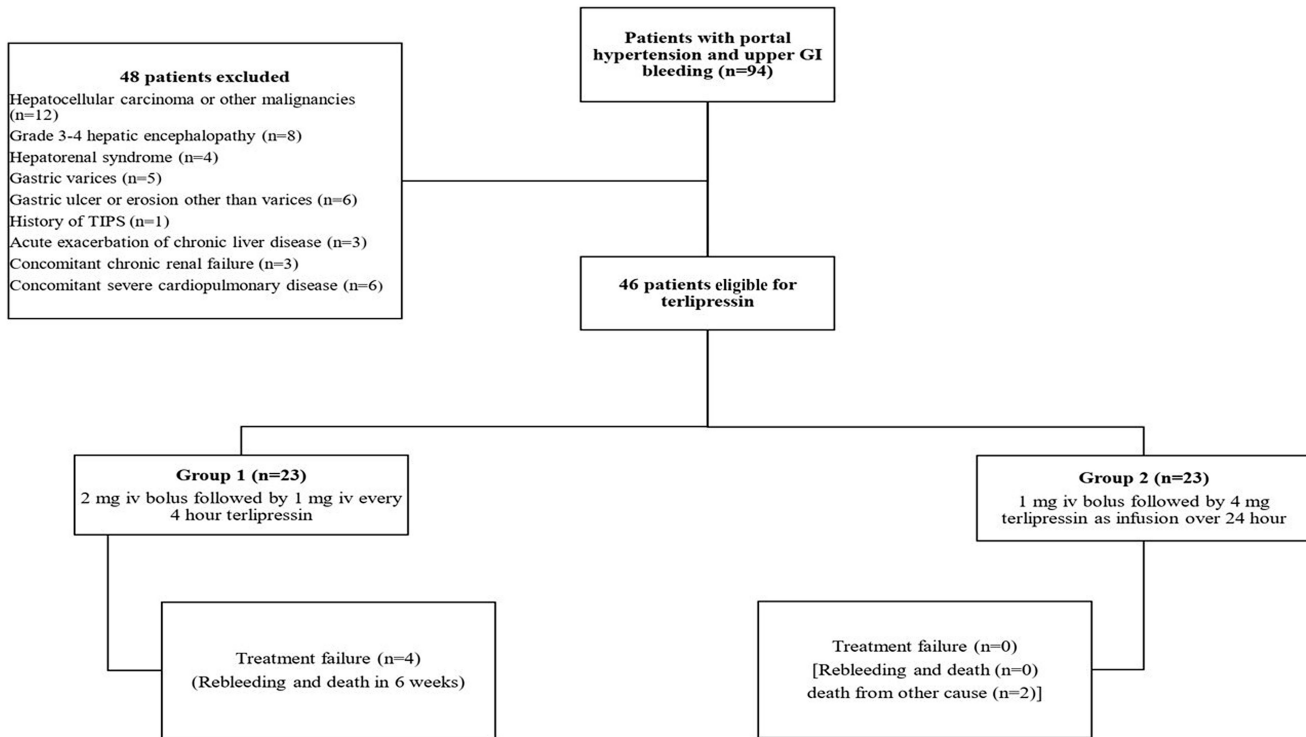 Patients with portal
hypertension and upper GI
bleeding (n=94)
48 patients excluded
Hepatocellular carcinoma or other malignancies
(n=12)
Grade 3-4 hepatic encephalopathy (n=8)
Hepatorenal syndrome (n=4)
Gastric varices (n=5)
Gastric ulcer or erosion other than varices (n=6)
History of TIPS (n=1)
Acute exacerbation of chronic liver disease (n=3)
Concomitant chronic renal failure (n=3)
Concomitant severe cardiopulmonary disease (n=6)
46 patients eligible for
terlipressin
Group 1 (n=23)
2 mg iv bolus followed by 1 mg iv every
4 hour terlipressin
Group 2 (n=23)
1 mg iv bolus followed by 4 mg
terlipressin as infusion over 24 hour
Treatment failure (n=4)
(Rebleeding and death in 6 weeks)
Treatment failure (n=0)
[Rebleeding and death (n=0)
death from other cause (n=2)]